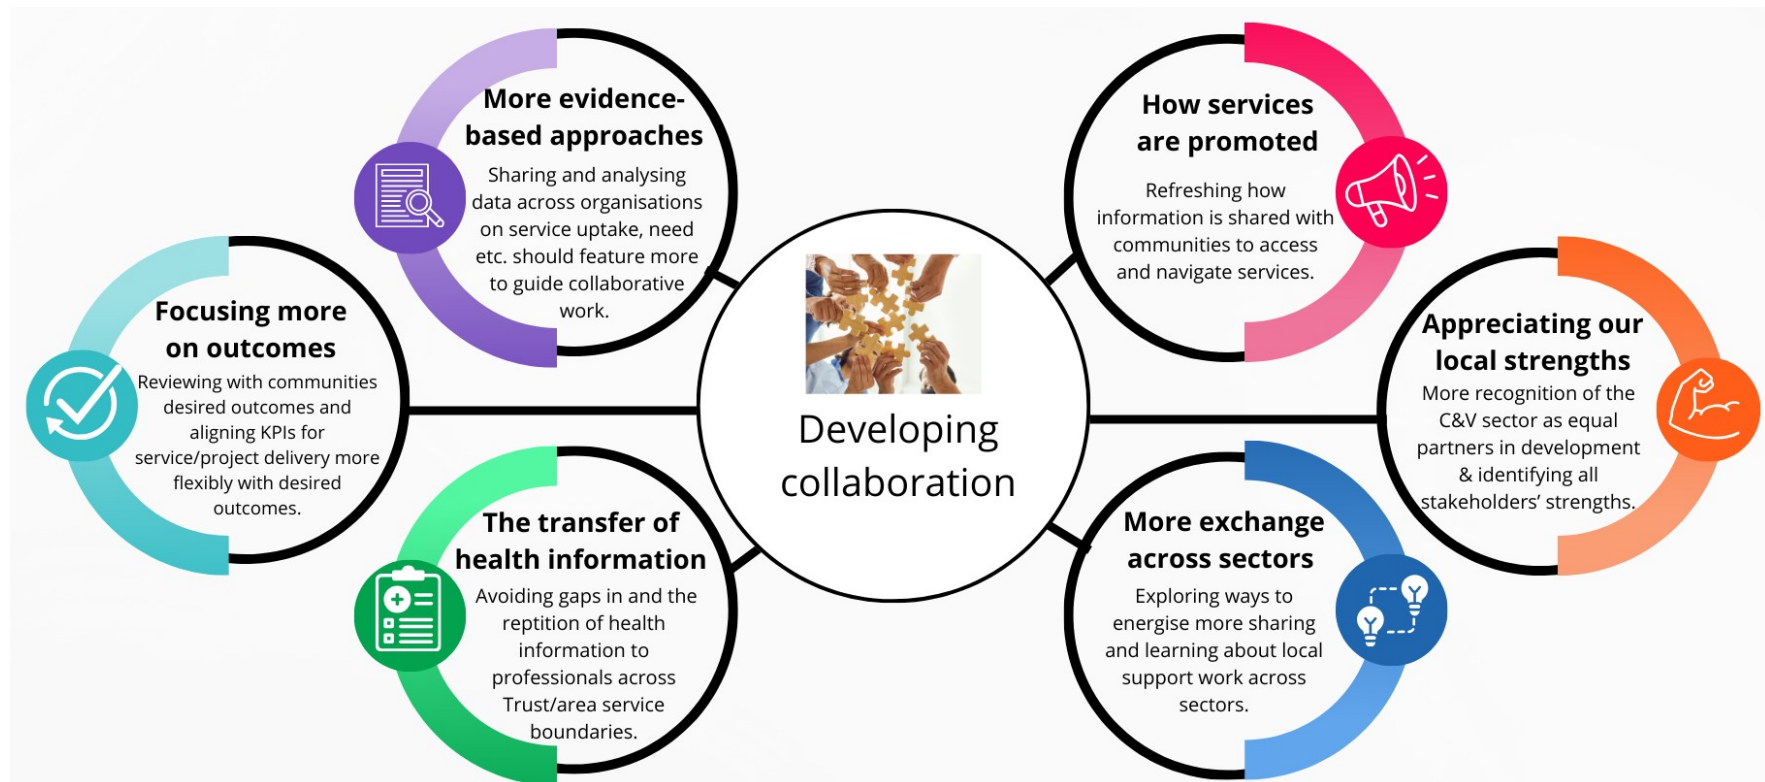 More evidence-
based approaches
Sharing and analysing
data across organisations
on service uptake, need
etc. should feature more
to guide collaborative
work.
How services
are promoted
Refreshing how
information is shared with
communities to access
and navigate services.
Focusing more
on outcomes
Reviewing with communities
desired outcomes and
aligning KPIs for
service/project delivery more
flexibly with desired
outcomes.
Developing
collaboration
Appreciating our
local strengths
More recognition of the
C&V sector as equal
partners in development
& identifying all
stakeholders’ strengths.
The transfer of
health information
Avoiding gaps in and the
reptition of health
information to
professionals across
Trust/area service
boundaries.
More exchange
across sectors
Exploring ways to
energise more sharing
and learning about local
support work across
sectors.